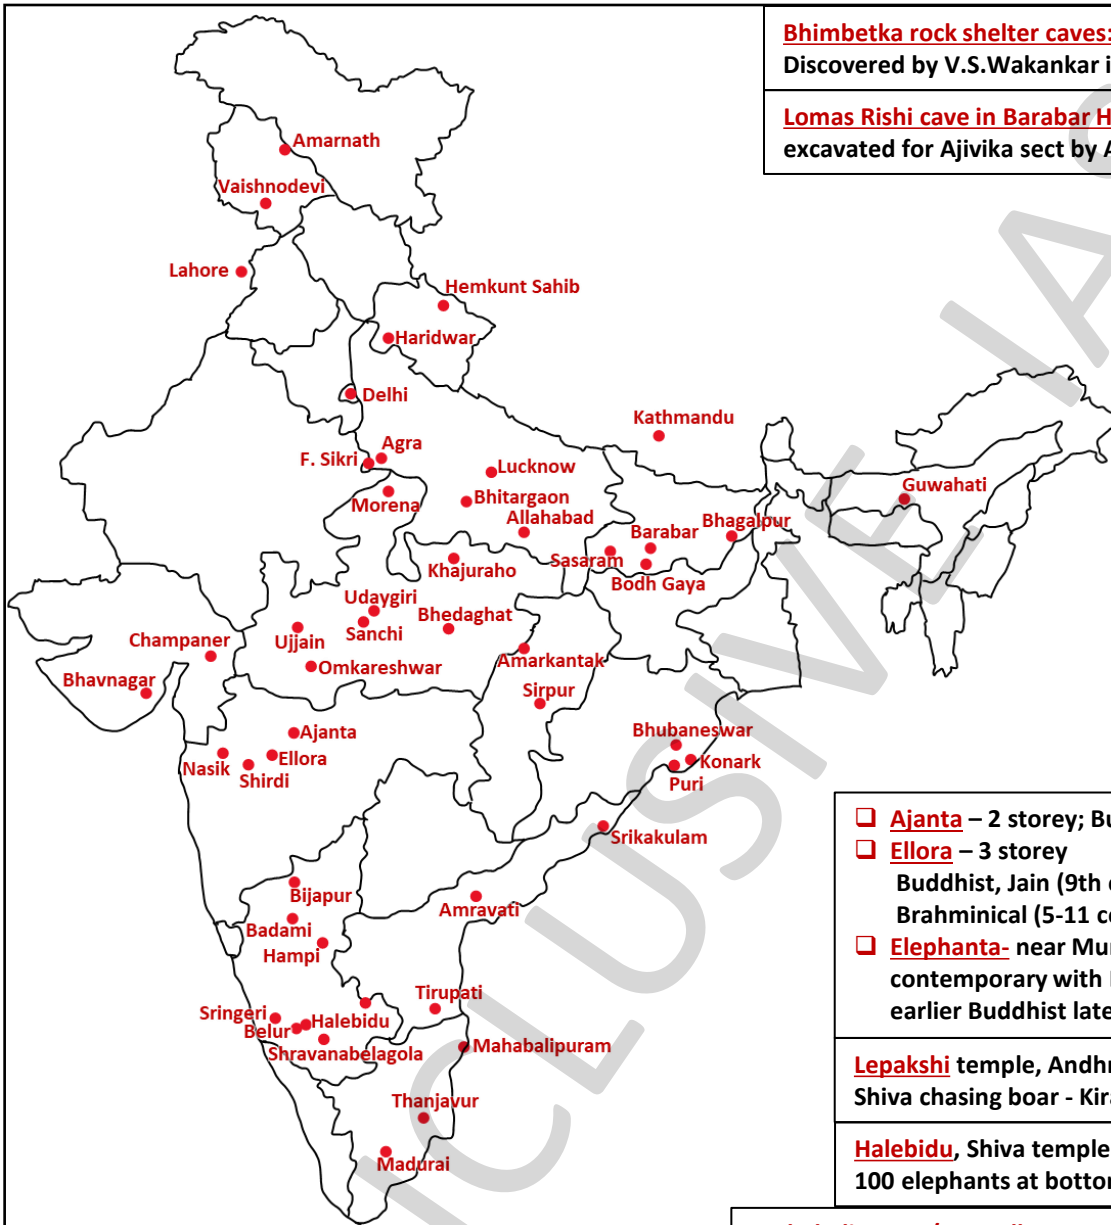 Bhimbetka rock shelter caves:
Discovered by V.S.Wakankar i
Lomas Rishi cave in Barabar H
excavated for Ajivika sect by A
Amarnath
Vaishnodevi
Lahore
Hemkunt Sahib
Haridwar
Delhi
Kathmandu
Agra
F. Sikri
Lucknow
Guwahati
Morena
Bhitargaon
Allahabad
Bhagalpur
Barabar
Sasaram
Khajuraho
Bodh Gaya
Udaygiri
Bhedaghat
Sanchi
Ujjain
Champaner
Amarkantak
Omkareshwar
Bhavnagar
Sirpur
Bhubaneswar
Ajanta
Ellora
Konark
Nasik
Shirdi
Puri
Srikakulam
Bijapur
Amravati
Badami
Hampi
Tirupati
Sringeri
Halebidu
Belur
Shravanabelagola
Mahabalipuram
Thanjavur
Madurai
❑ Ajanta – 2 storey; Bu
❑ Ellora – 3 storey
Buddhist, Jain (9th
Brahminical (5-11 c
❑ Elephanta- near Mu
contemporary with
earlier Buddhist late
Lepakshi temple, Andh
Shiva chasing boar - Kira
Halebidu, Shiva temple
100 elephants at botto
CLUSIVE IAS